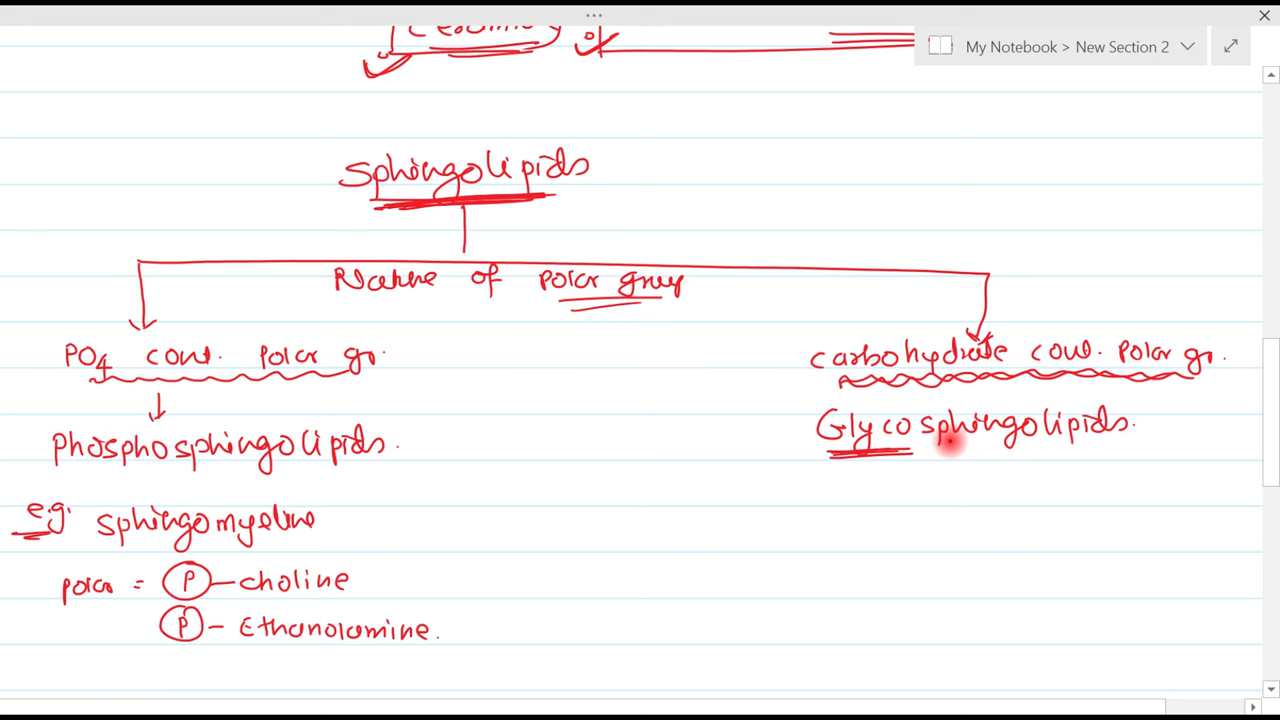 My Notebook > New Section 2
Sphingolipids
Nature of polar group
PO4 cont. Polar gr.
carbohydrate cont. Polar gr.
Phosphosphingolipids.
Glycosphingolipids.
e.g. Sphingomyeline
polar = P - choline
P - Ethanolamine.